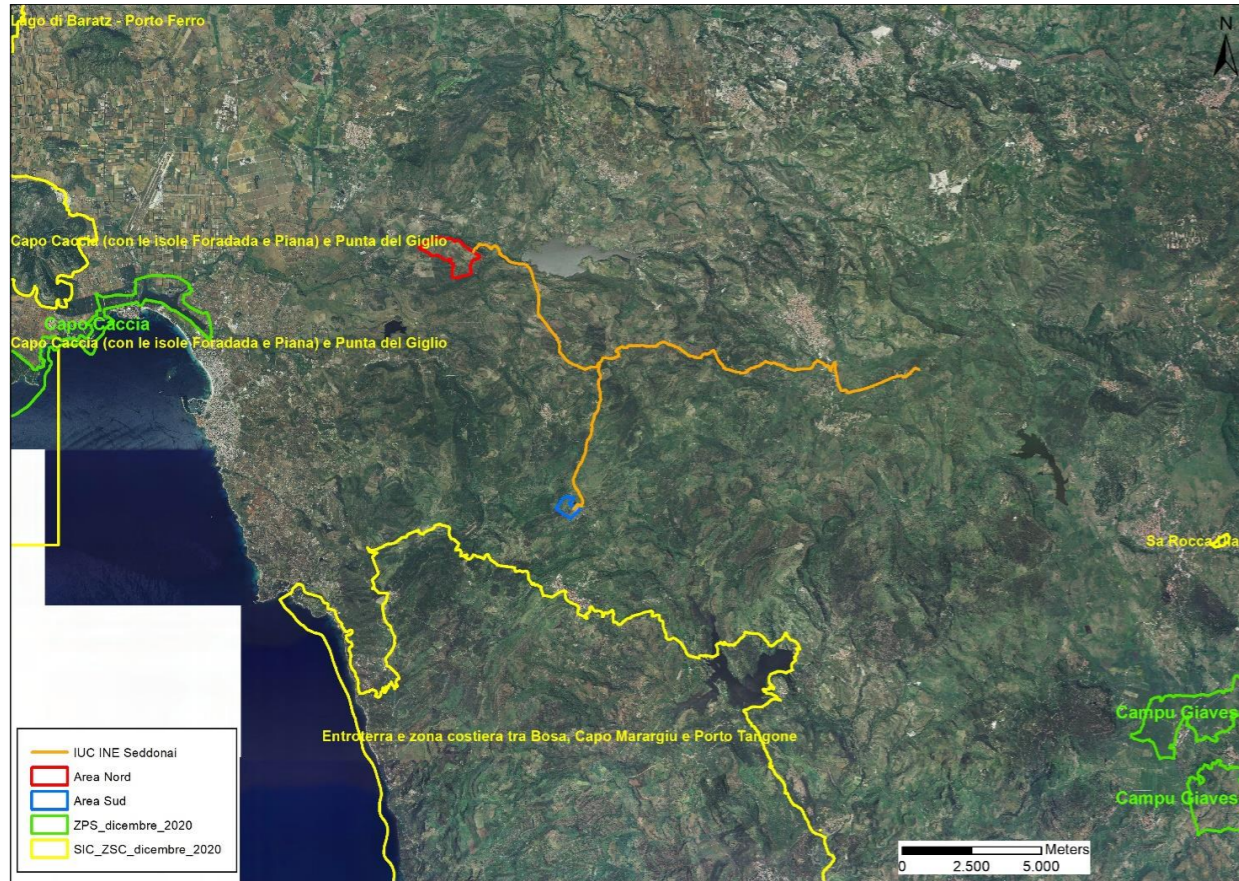 Lago di Baratz - Porto Ferro
N
Capo Caccia (con le isole Foradada e Piana) e Punta del Giglio
Capo Caccia
Capo Caccia (con le isole Foradada e Piana) e Punta del Giglio
Sa Rocca Ula
Campu Giaves
Entroterra e zona costiera tra Bosa, Capo Marargiu e Porto Tangone
Campu Giaves
IUC INE Seddonai
Area Nord
Area Sud
ZPS_dicembre_2020
SIC_ZSC_dicembre_2020
Meters
0 2.500 5.000